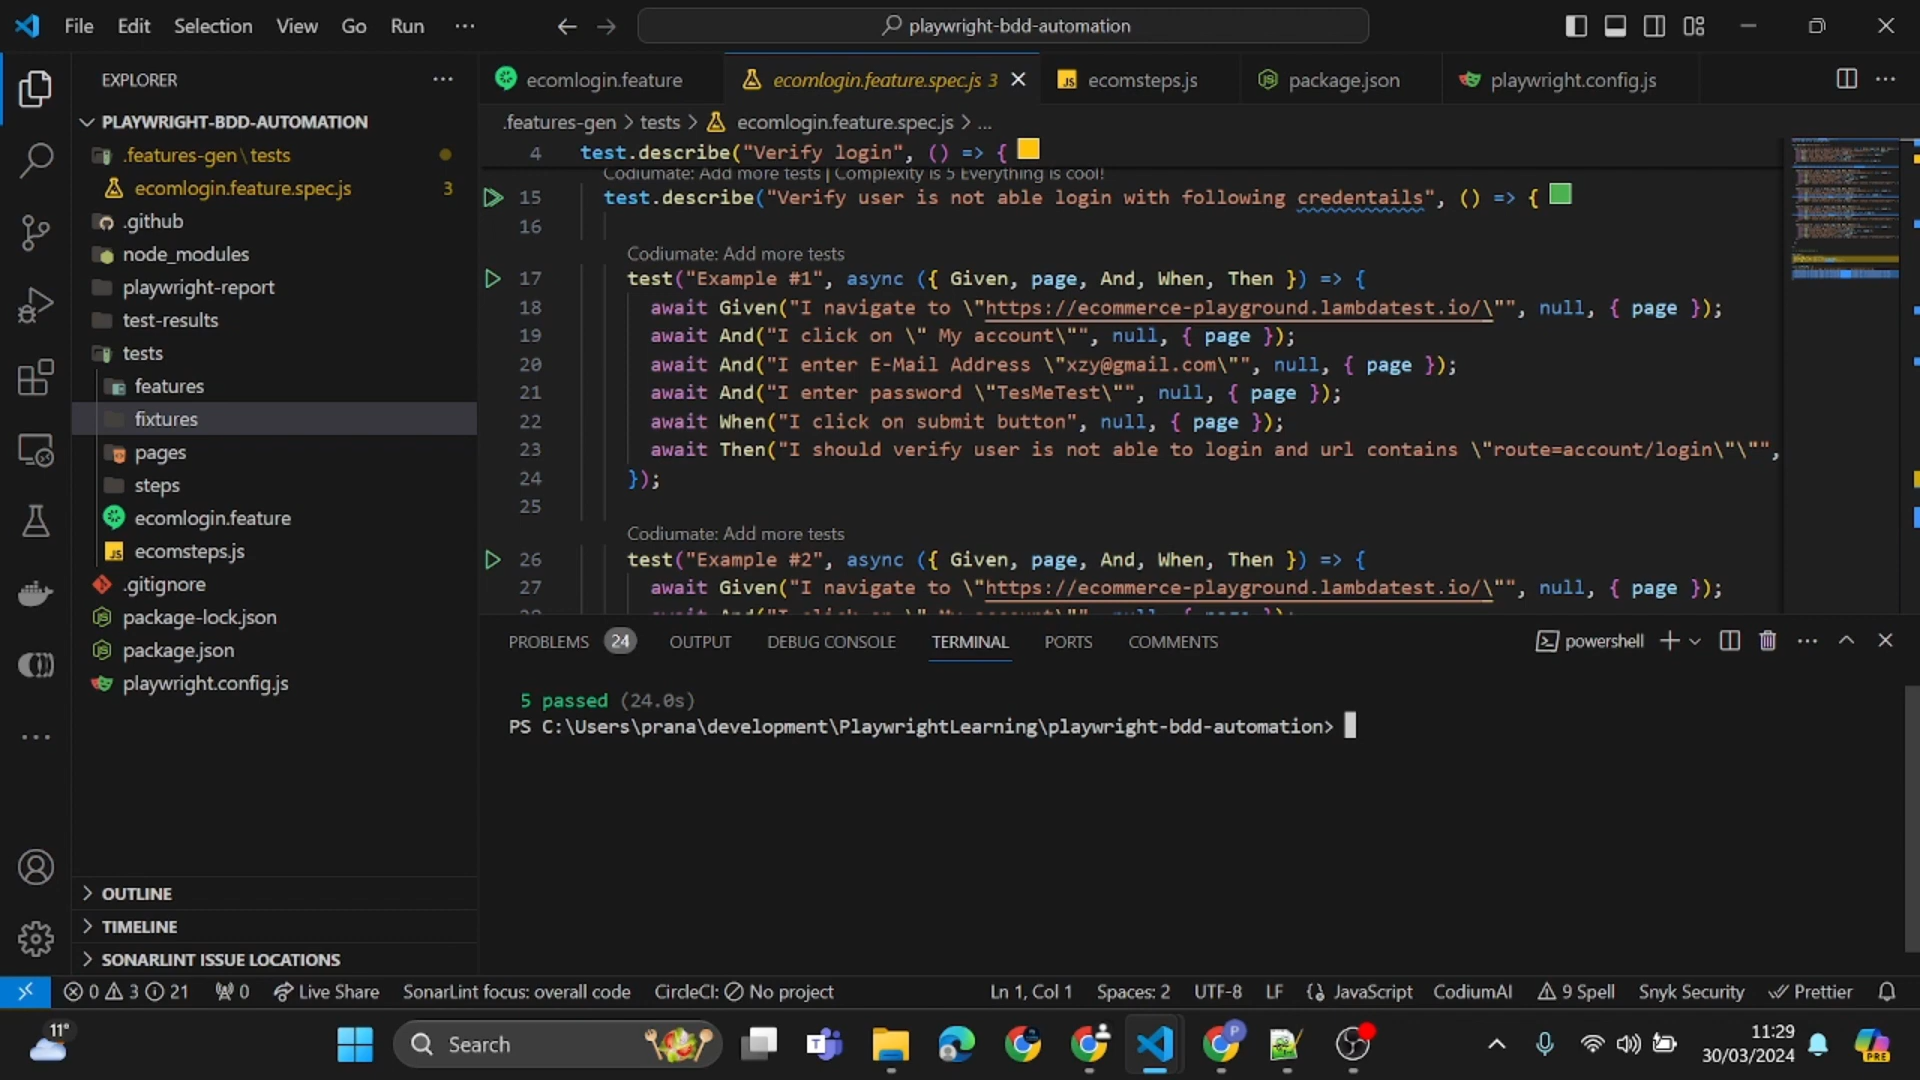 File Edit Selection View Go Run ··· playwright-bdd-automation
EXPLORER ···
PLAYWRIGHT-BDD-AUTOMATION
.features-gen\tests
ecomlogin.feature.spec.js 3
.github
node_modules
playwright-report
test-results
tests
features
fixtures
pages
steps
ecomlogin.feature
ecomsteps.js
.gitignore
package-lock.json
package.json
playwright.config.js
OUTLINE
TIMELINE
SONARLINT ISSUE LOCATIONS
ecomlogin.feature ecomlogin.feature.spec.js 3 ecomsteps.js package.json playwright.config.js
.features-gen > tests > ecomlogin.feature.spec.js > ...
4 test.describe("Verify login", () => {
Codiumate: Add more tests | Complexity is 5 Everything is cool!
15 test.describe("Verify user is not able login with following credentails", () => {
16
Codiumate: Add more tests
17 test("Example #1", async ({ Given, page, And, When, Then }) => {
18 await Given("I navigate to \"https://ecommerce-playground.lambdatest.io/\"", null, { page });
19 await And("I click on \" My account\"", null, { page });
20 await And("I enter E-Mail Address \"xzy@gmail.com\"", null, { page });
21 await And("I enter password \"TesMeTest\"", null, { page });
22 await When("I click on submit button", null, { page });
23 await Then("I should verify user is not able to login and url contains \"route=account/login\"\"",
24 });
25
Codiumate: Add more tests
26 test("Example #2", async ({ Given, page, And, When, Then }) => {
27 await Given("I navigate to \"https://ecommerce-playground.lambdatest.io/\"", null, { page });
28 await And("I click on \" My account\"", null, { page });
PROBLEMS 24 OUTPUT DEBUG CONSOLE TERMINAL PORTS COMMENTS powershell
5 passed (24.0s)
PS C:\Users\prana\development\PlaywrightLearning\playwright-bdd-automation>
0 3 21 0 Live Share SonarLint focus: overall code CircleCI: No project Ln 1, Col 1 Spaces: 2 UTF-8 LF JavaScript CodiumAI 9 Spell Snyk Security Prettier
11° Search 11:29
30/03/2024
PRE